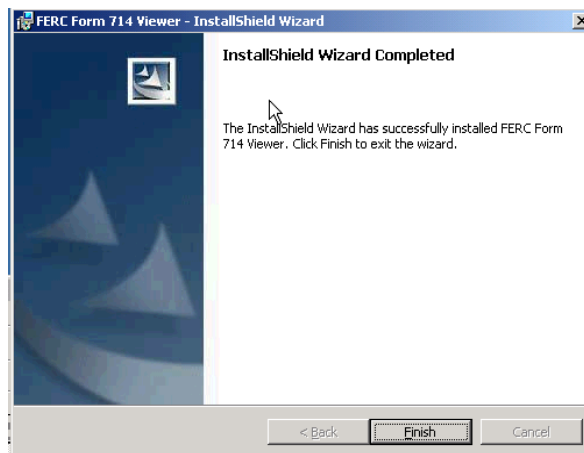 FERC Form 714 Viewer - InstallShield Wizard
InstallShield Wizard Completed
The InstallShield Wizard has successfully installed FERC Form
714 Viewer. Click Finish to exit the wizard.
< Back
Finish
Cancel